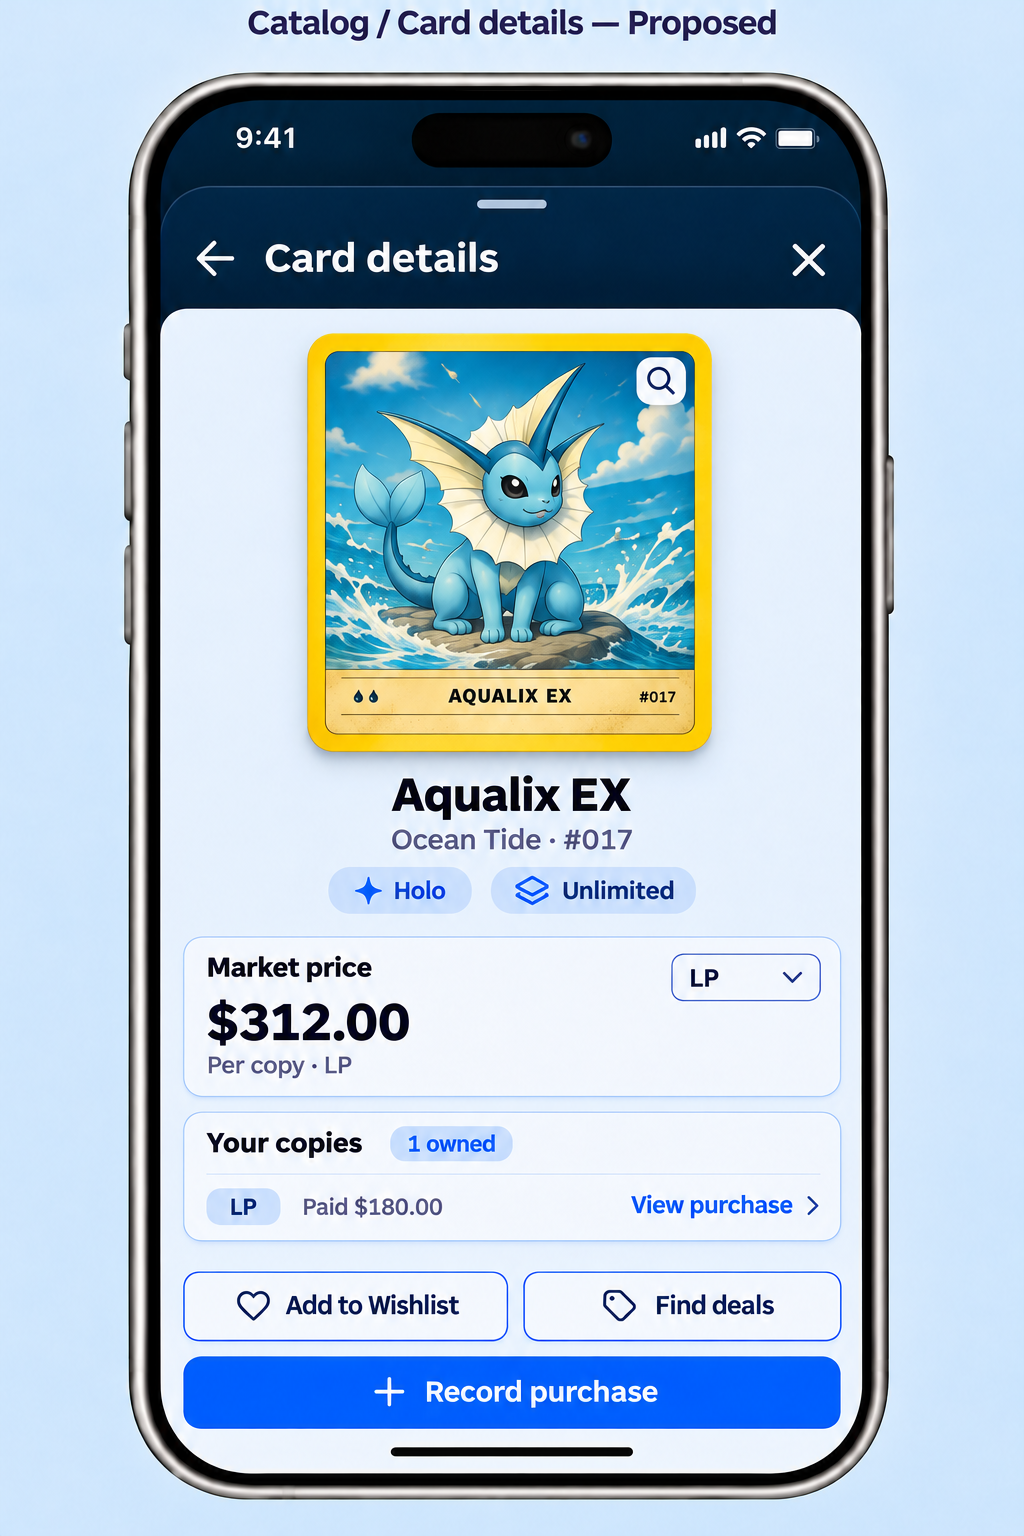 Catalog / Card details — Proposed
9:41
Card details
AQUALIX EX #017
Aqualix EX
Ocean Tide · #017
Holo Unlimited
Market price LP
$312.00
Per copy · LP
Your copies 1 owned
LP Paid $180.00 View purchase
Add to Wishlist Find deals
Record purchase